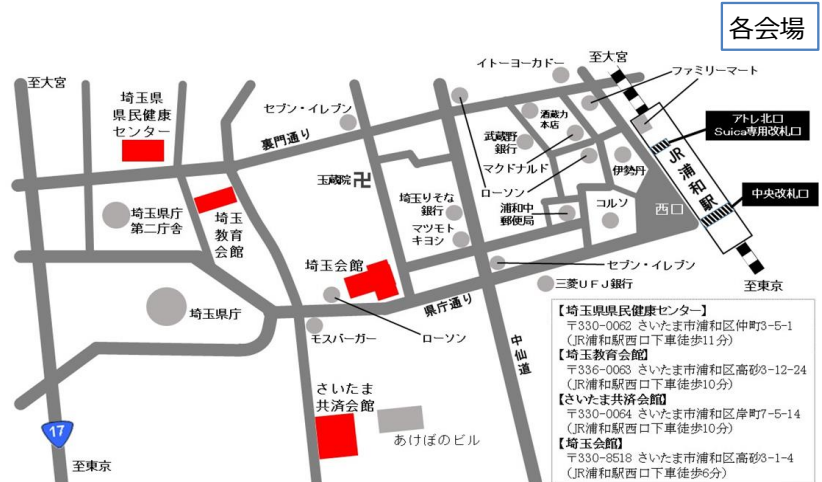 各会場
至大宮
イトーヨーカドー
至大宮
ファミリーマート
埼玉県
県民健康
センター
セブン・イレブン
裏門通り
酒蔵力
本店
武蔵野
銀行
マクドナルド
アトレ北口
Suica専用改札口
JR浦和駅
伊勢丹
玉蔵院
卍
ローソン
中央改札口
埼玉県庁
第二庁舎
埼玉
教育
会館
埼玉りそな
銀行
マツモト
キヨシ
浦和中
郵便局
コルソ
西口
埼玉会館
セブン・イレブン
三菱UFJ銀行
至東京
埼玉県庁
県庁通り
モスバーガー
ローソン
中仙道
さいたま
共済会館
あけぼのビル
17
至東京
【埼玉県県民健康センター】
〒330-0062 さいたま市浦和区仲町3-5-1
(JR浦和駅西口下車徒歩11分)
【埼玉教育会館】
〒336-0063 さいたま市浦和区高砂3-12-24
(JR浦和駅西口下車徒歩10分)
【さいたま共済会館】
〒330-0064 さいたま市浦和区岸町7-5-14
(JR浦和駅西口下車徒歩10分)
【埼玉会館】
〒330-8518 さいたま市浦和区高砂3-1-4
(JR浦和駅西口下車徒歩6分)